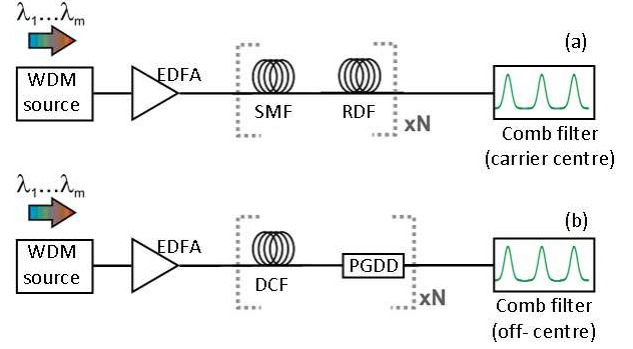 λ1...λm
(a)
WDM
source
EDFA
SMF
RDF
xN
Comb filter
(carrier centre)
λ1...λm
(b)
WDM
source
EDFA
DCF
PGDD
xN
Comb filter
(off- centre)